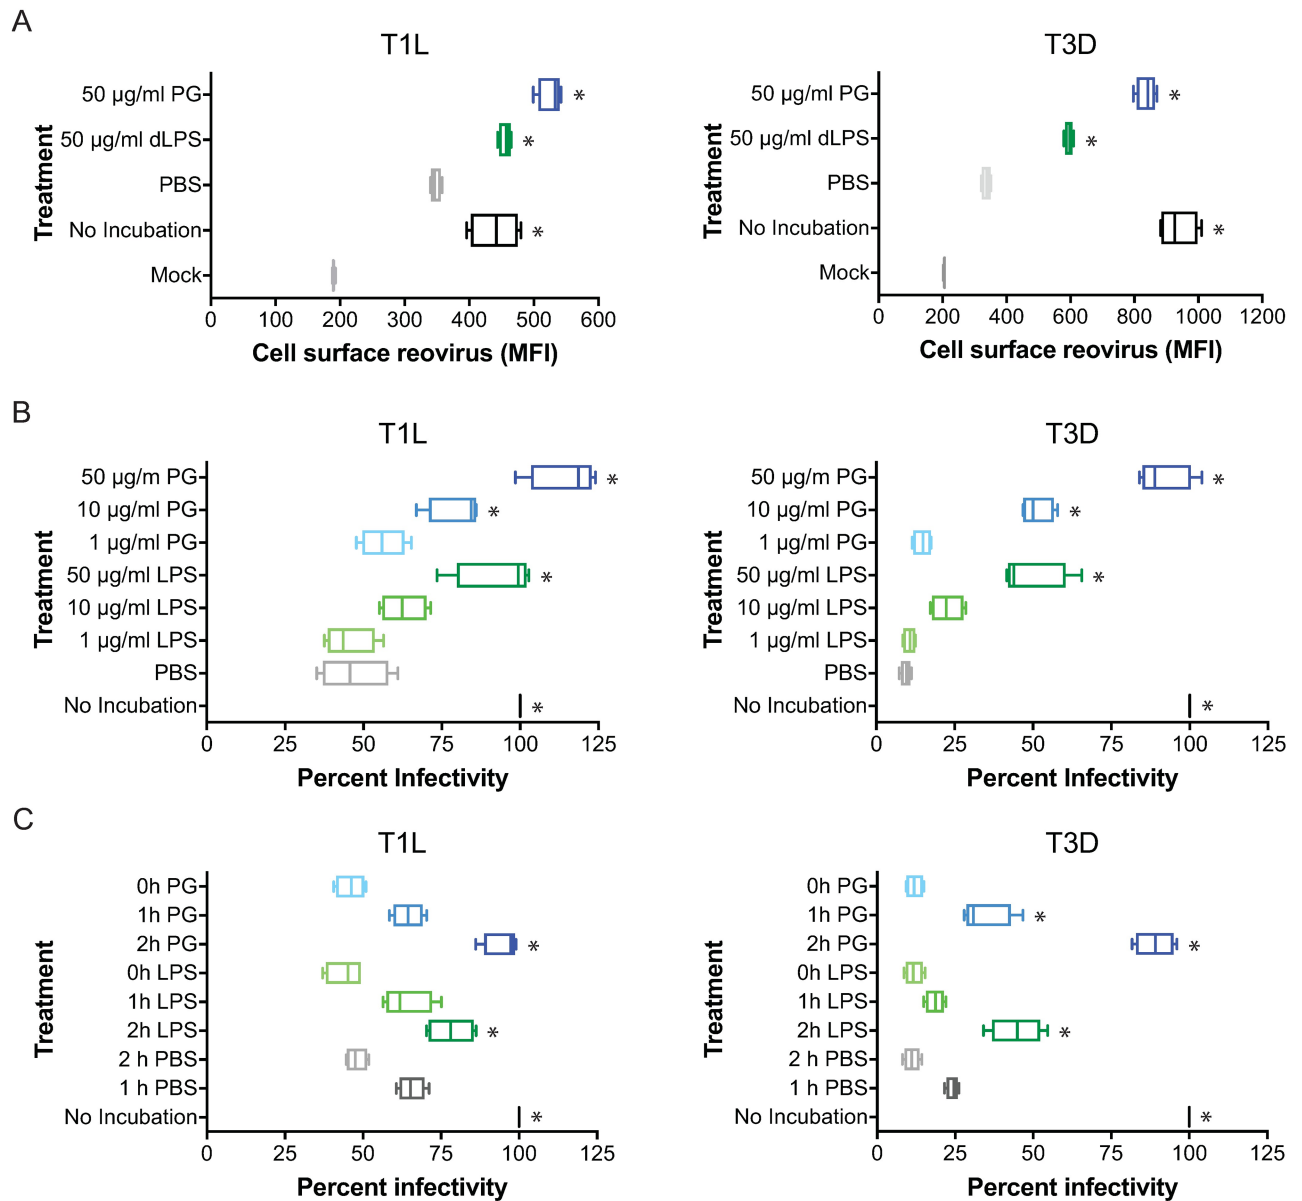 A
T1L
Treatment
50 µg/ml PG
*
50 µg/ml dLPS
*
PBS
No Incubation
*
Mock
0 100 200 300 400 500 600
Cell surface reovirus (MFI)
T3D
Treatment
50 µg/ml PG
*
50 µg/ml dLPS
*
PBS
No Incubation
*
Mock
0 200 400 600 800 1000 1200
Cell surface reovirus (MFI)
B
T1L
Treatment
50 µg/m PG
*
10 µg/ml PG
*
1 µg/ml PG
50 µg/ml LPS
*
10 µg/ml LPS
1 µg/ml LPS
PBS
No Incubation
*
0 25 50 75 100 125
Percent Infectivity
T3D
Treatment
50 µg/m PG
*
10 µg/ml PG
*
1 µg/ml PG
50 µg/ml LPS
*
10 µg/ml LPS
1 µg/ml LPS
PBS
No Incubation
*
0 25 50 75 100 125
Percent Infectivity
C
T1L
Treatment
0h PG
1h PG
2h PG
*
0h LPS
1h LPS
2h LPS
*
2 h PBS
1 h PBS
No Incubation
*
0 25 50 75 100 125
Percent infectivity
T3D
Treatment
0h PG
1h PG
*
2h PG
*
0h LPS
1h LPS
2h LPS
*
2 h PBS
1 h PBS
No Incubation
*
0 25 50 75 100 125
Percent infectivity